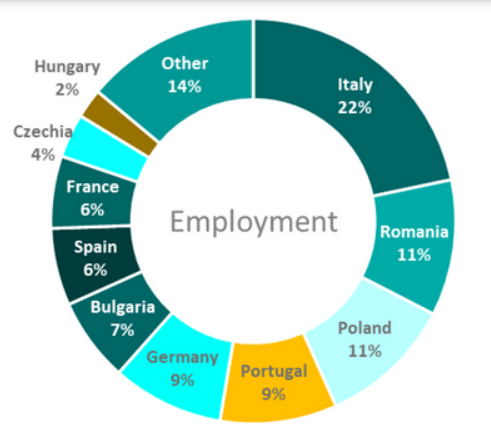 Other
14%
Italy
22%
Hungary
2%
Czechia
4%
France
6%
Employment
Romania
11%
Spain
6%
Bulgaria
7%
Poland
11%
Germany
9%
Portugal
9%